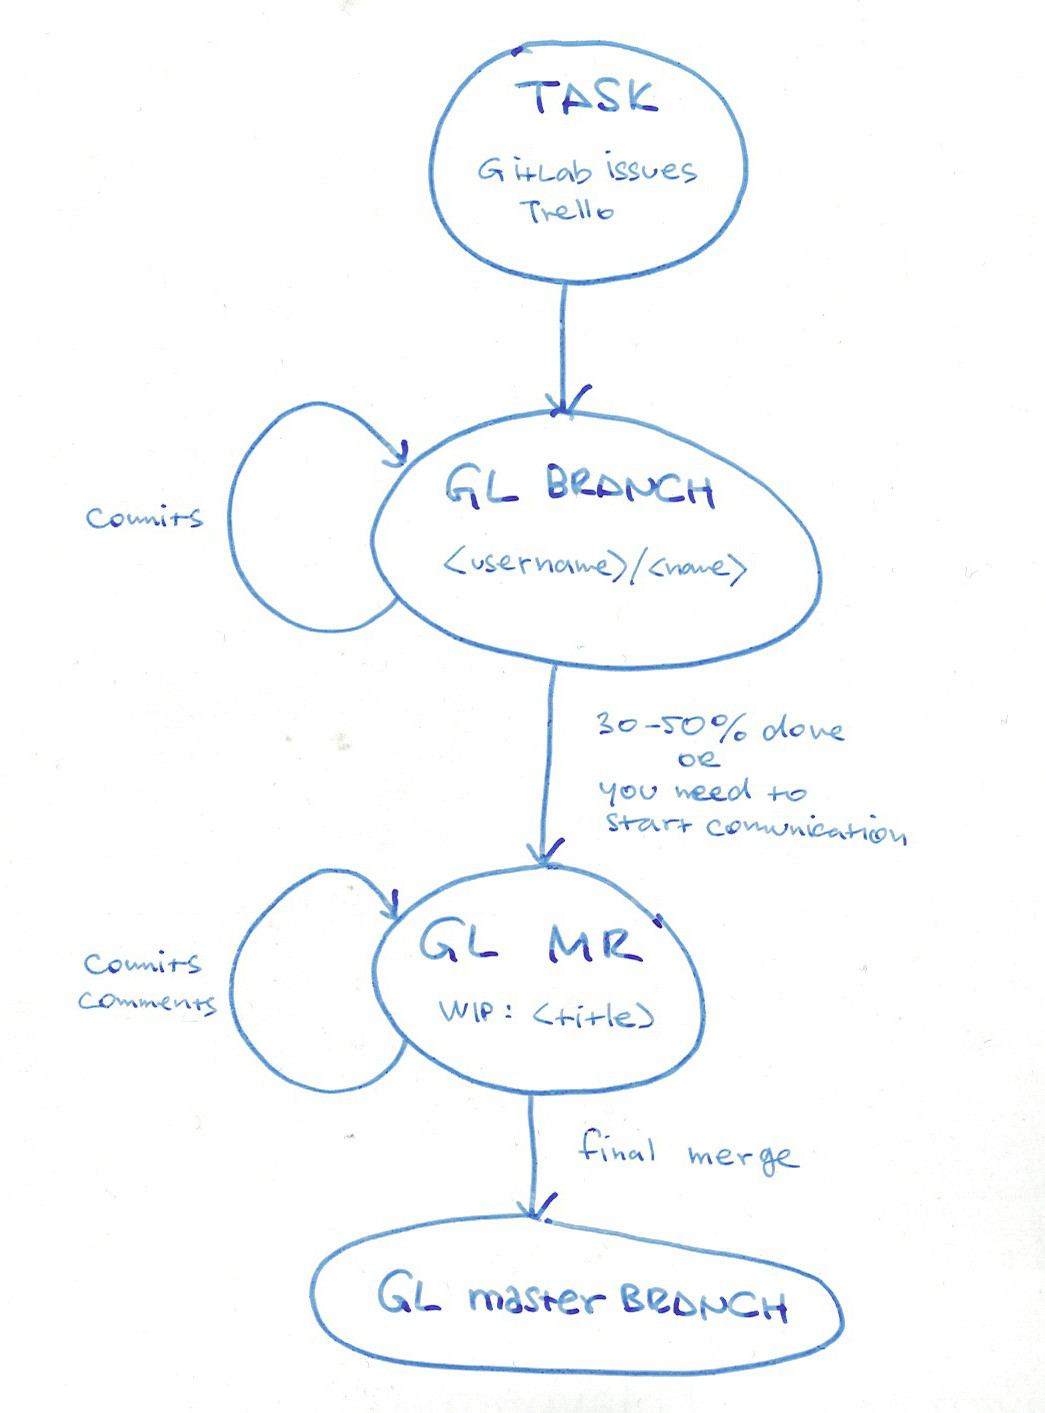 TASK
GitLab issues
Trello
GL BRANCH
<username>/<name>
Commits
30-50% done
OR
you need to
start comunication
GL MR
WIP: <title>
Commits
Comments
final merge
GL master BRANCH